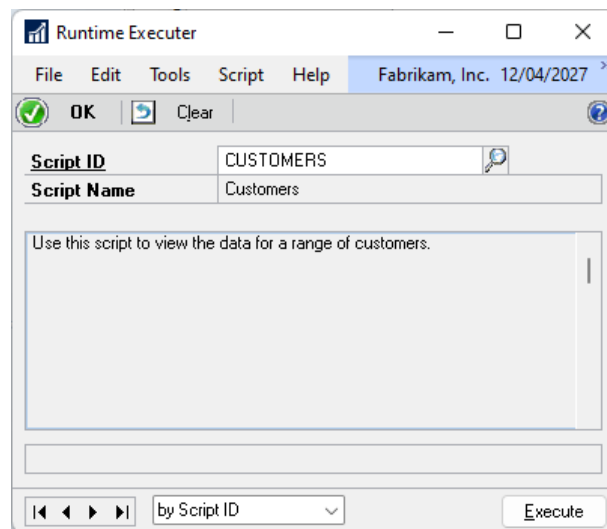 Runtime Executer
File Edit Tools Script Help Fabrikam, Inc. 12/04/2027
OK Clear
Script ID CUSTOMERS
Script Name Customers
Use this script to view the data for a range of customers.
by Script ID Execute